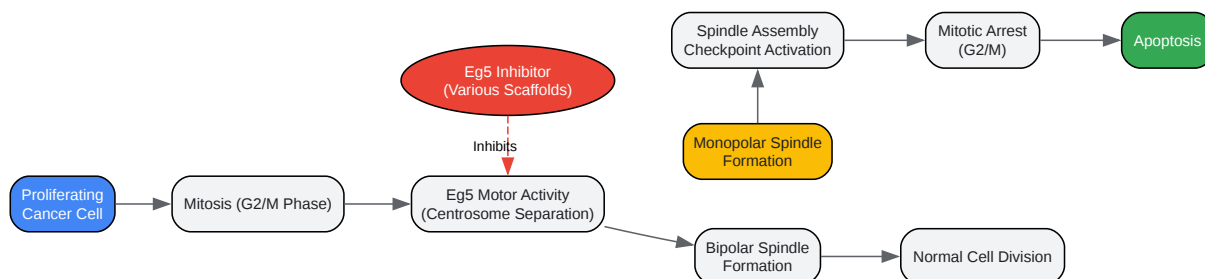 Spindle Assembly
Checkpoint Activation
Mitotic Arrest
(G2/M)
Apoptosis
Eg5 Inhibitor
(Various Scaffolds)
Inhibits
Monopolar Spindle
Formation
Proliferating
Cancer Cell
Mitosis (G2/M Phase)
Eg5 Motor Activity
(Centrosome Separation)
Bipolar Spindle
Formation
Normal Cell Division